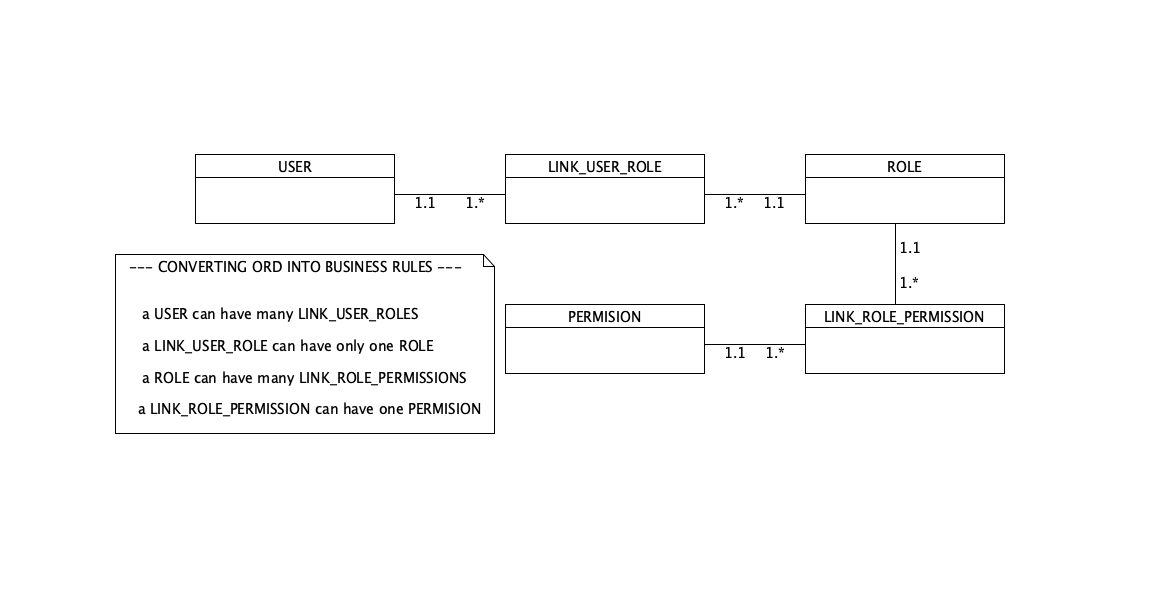 USER
LINK_USER_ROLE
ROLE
1.1 1.*
1.* 1.1
1.1
1.*
--- CONVERTING ORD INTO BUSINESS RULES ---
a USER can have many LINK_USER_ROLES
a LINK_USER_ROLE can have only one ROLE
a ROLE can have many LINK_ROLE_PERMISSIONS
a LINK_ROLE_PERMISSION can have one PERMISION
PERMISION
LINK_ROLE_PERMISSION
1.1 1.*